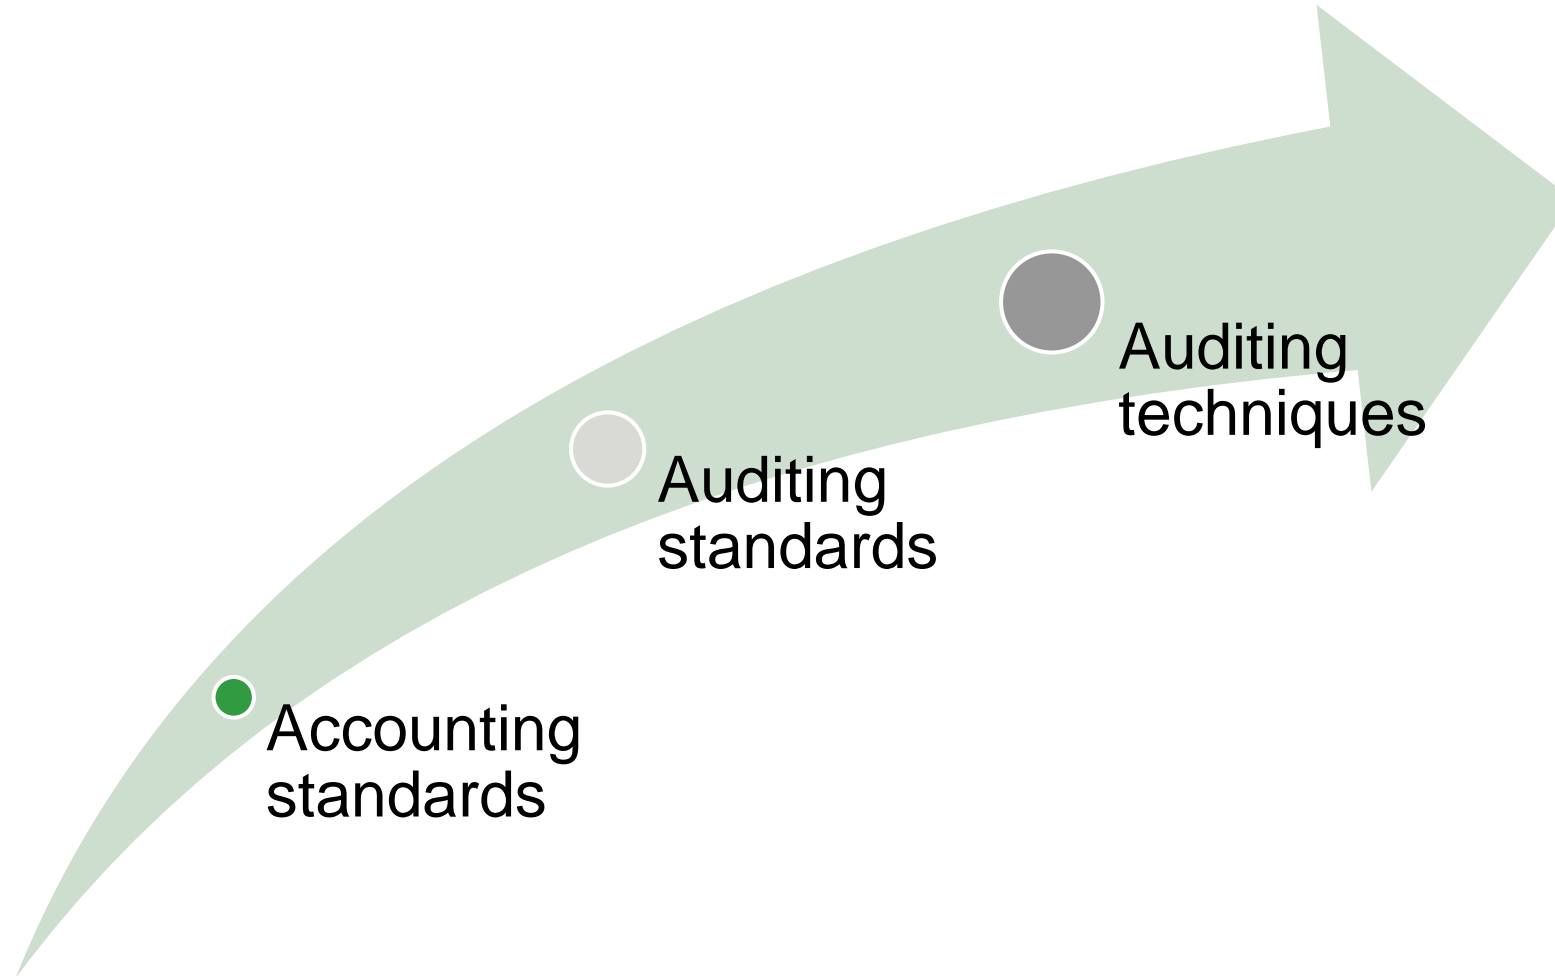 Auditing
techniques
Auditing
standards
Accounting
standards